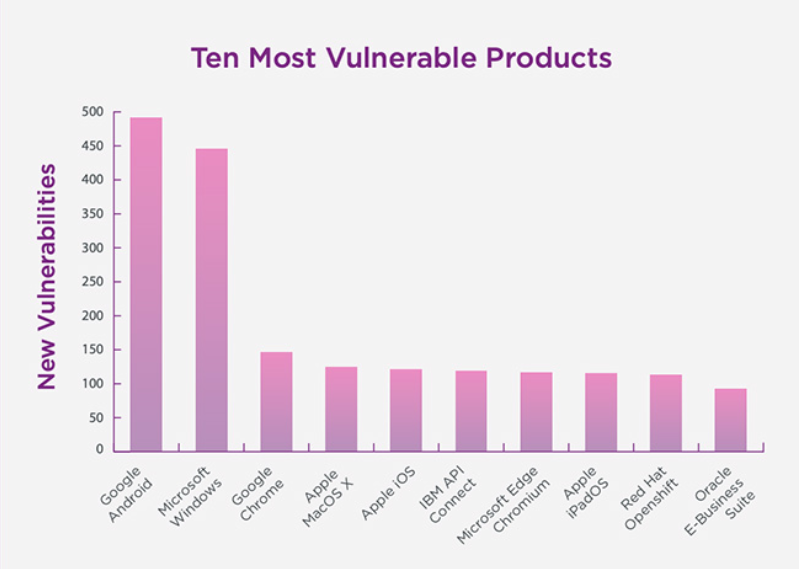 Ten Most Vulnerable Products
New Vulnerabilities
500
450
400
350
300
250
200
150
100
50
0
Google
Android
Microsoft
Windows
Google
Chrome
Apple
MacOS X
Apple iOS
IBM API
Connect
Microsoft Edge
Chromium
Apple
iPadOS
Red Hat
Openshift
Oracle
E-Business
Suite